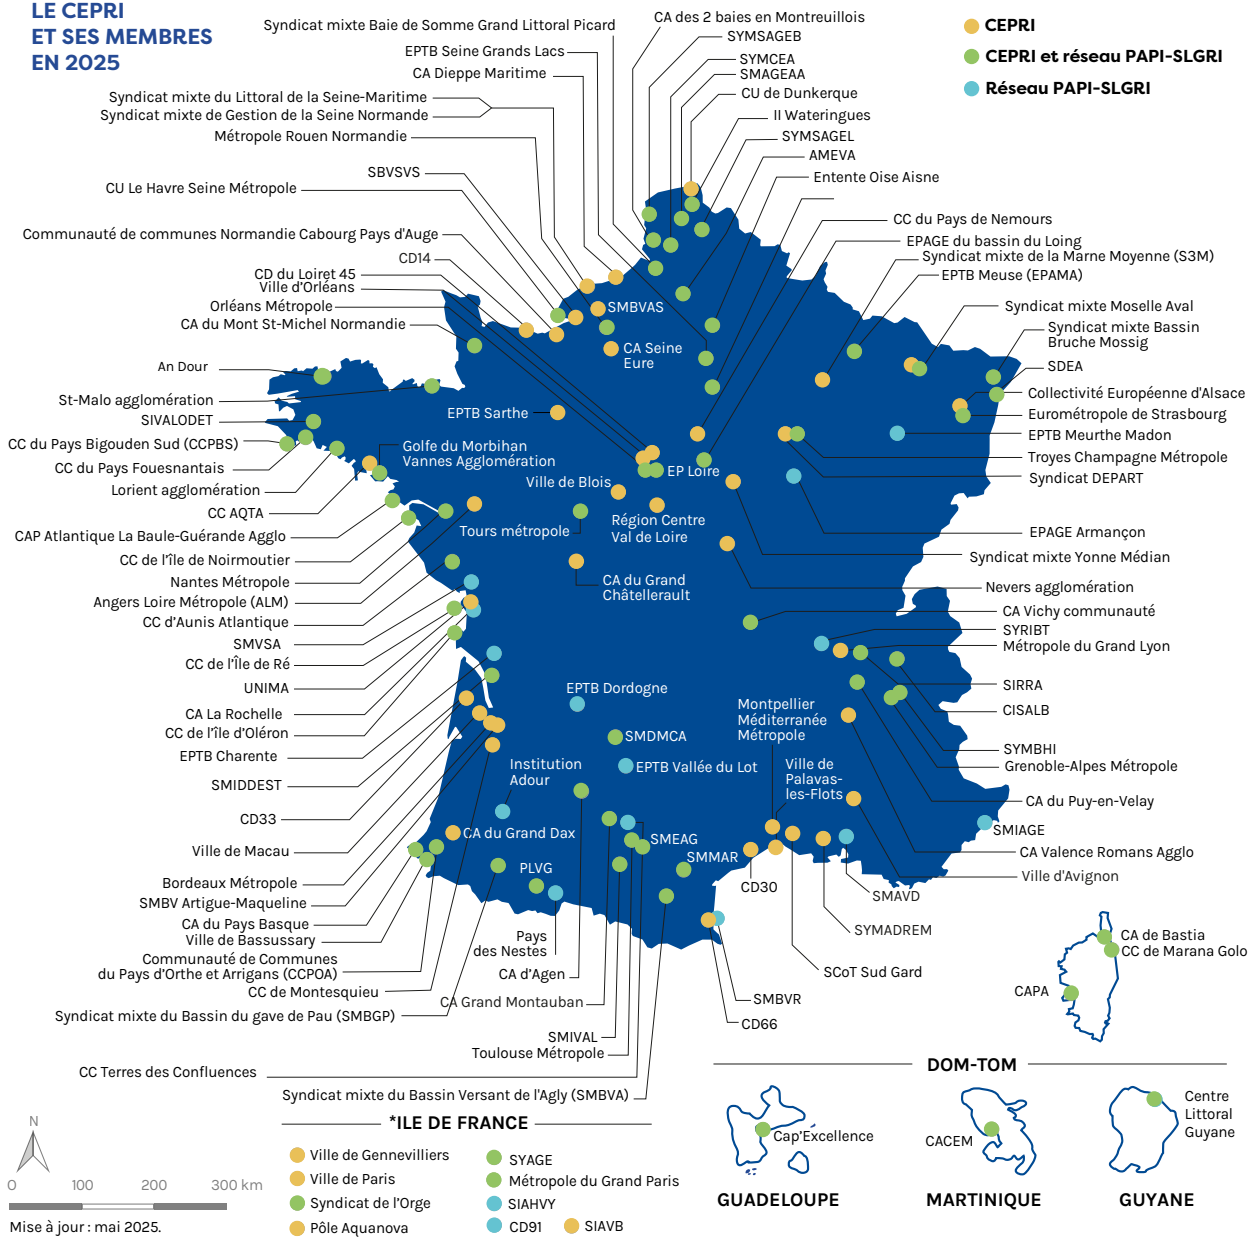 LE CEPRI
ET SES MEMBRES
EN 2025
CEPRI
CEPRI et réseau PAPI-SLGRI
Réseau PAPI-SLGRI
Syndicat mixte Baie de Somme Grand Littoral Picard
EPTB Seine Grands Lacs
CA Dieppe Maritime
Syndicat mixte du Littoral de la Seine-Maritime
Syndicat mixte de Gestion de la Seine Normande
Métropole Rouen Normandie
SBVSVS
CU Le Havre Seine Métropole
Communauté de communes Normandie Cabourg Pays d'Auge
CD14
CD du Loiret 45
Ville d'Orléans
Orléans Métropole
CA du Mont St-Michel Normandie
An Dour
St-Malo agglomération
SIVALODET
CC du Pays Bigouden Sud (CCPBS)
CC du Pays Fouesnantais
Lorient agglomération
CC AQTA
CAP Atlantique La Baule-Guérande Agglo
CC de l'île de Noirmoutier
Nantes Métropole
Angers Loire Métropole (ALM)
CC d'Aunis Atlantique
SMVSA
CC de l'Île de Ré
UNIMA
CA La Rochelle
CC de l'île d'Oléron
EPTB Charente
SMIDDEST
CD33
Ville de Macau
Bordeaux Métropole
SMBV Artigue-Maqueline
CA du Pays Basque
Ville de Bassussary
Communauté de Communes
du Pays d'Orthe et Arrigans (CCPOA)
CC de Montesquieu
Syndicat mixte du Bassin du gave de Pau (SMBGP)
CC Terres des Confluences
CA des 2 baies en Montreuillois
SYMSAGEB
SYMCEA
SMAGEAA
CU de Dunkerque
II Wateringues
SYMSAGEL
AMEVA
Entente Oise Aisne
CC du Pays de Nemours
EPAGE du bassin du Loing
Syndicat mixte de la Marne Moyenne (S3M)
EPTB Meuse (EPAMA)
Syndicat mixte Moselle Aval
Syndicat mixte Bassin
Bruche Mossig
SDEA
Collectivité Européenne d'Alsace
Eurométropole de Strasbourg
EPTB Meurthe Madon
Troyes Champagne Métropole
Syndicat DEPART
EPAGE Armançon
Syndicat mixte Yonne Médian
Nevers agglomération
CA Vichy communauté
SYRIBT
Métropole du Grand Lyon
SIRRA
CISALB
SYMBHI
Grenoble-Alpes Métropole
CA du Puy-en-Velay
SMIAGE
CA Valence Romans Agglo
Ville d'Avignon
SMAVD
SYMADREM
SCoT Sud Gard
SMBVR
CD66
CD30
SMBVAS
CA Seine
Eure
EPTB Sarthe
Golfe du Morbihan
Vannes Agglomération
EP Loire
Ville de Blois
Tours métropole
Région Centre
Val de Loire
CA du Grand
Châtellerault
EPTB Dordogne
Montpellier
Méditerranée
Métropole
SMDMCA
EPTB Vallée du Lot
Ville de
Palavas-
les-Flots
Institution
Adour
CA du Grand Dax
SMEAG
SMMAR
PLVG
Pays
des Nestes
CA d'Agen
CA Grand Montauban
SMIVAL
Toulouse Métropole
Syndicat mixte du Bassin Versant de l'Agly (SMBVA)
CA de Bastia
CC de Marana Golo
CAPA
DOM-TOM
Cap'Excellence
GUADELOUPE
CACEM
MARTINIQUE
Centre
Littoral
Guyane
GUYANE
*ILE DE FRANCE
Ville de Gennevilliers
Ville de Paris
Syndicat de l'Orge
Pôle Aquanova
SYAGE
Métropole du Grand Paris
SIAHVY
CD91
SIAVB
N
0 100 200 300 km
Mise à jour : mai 2025.